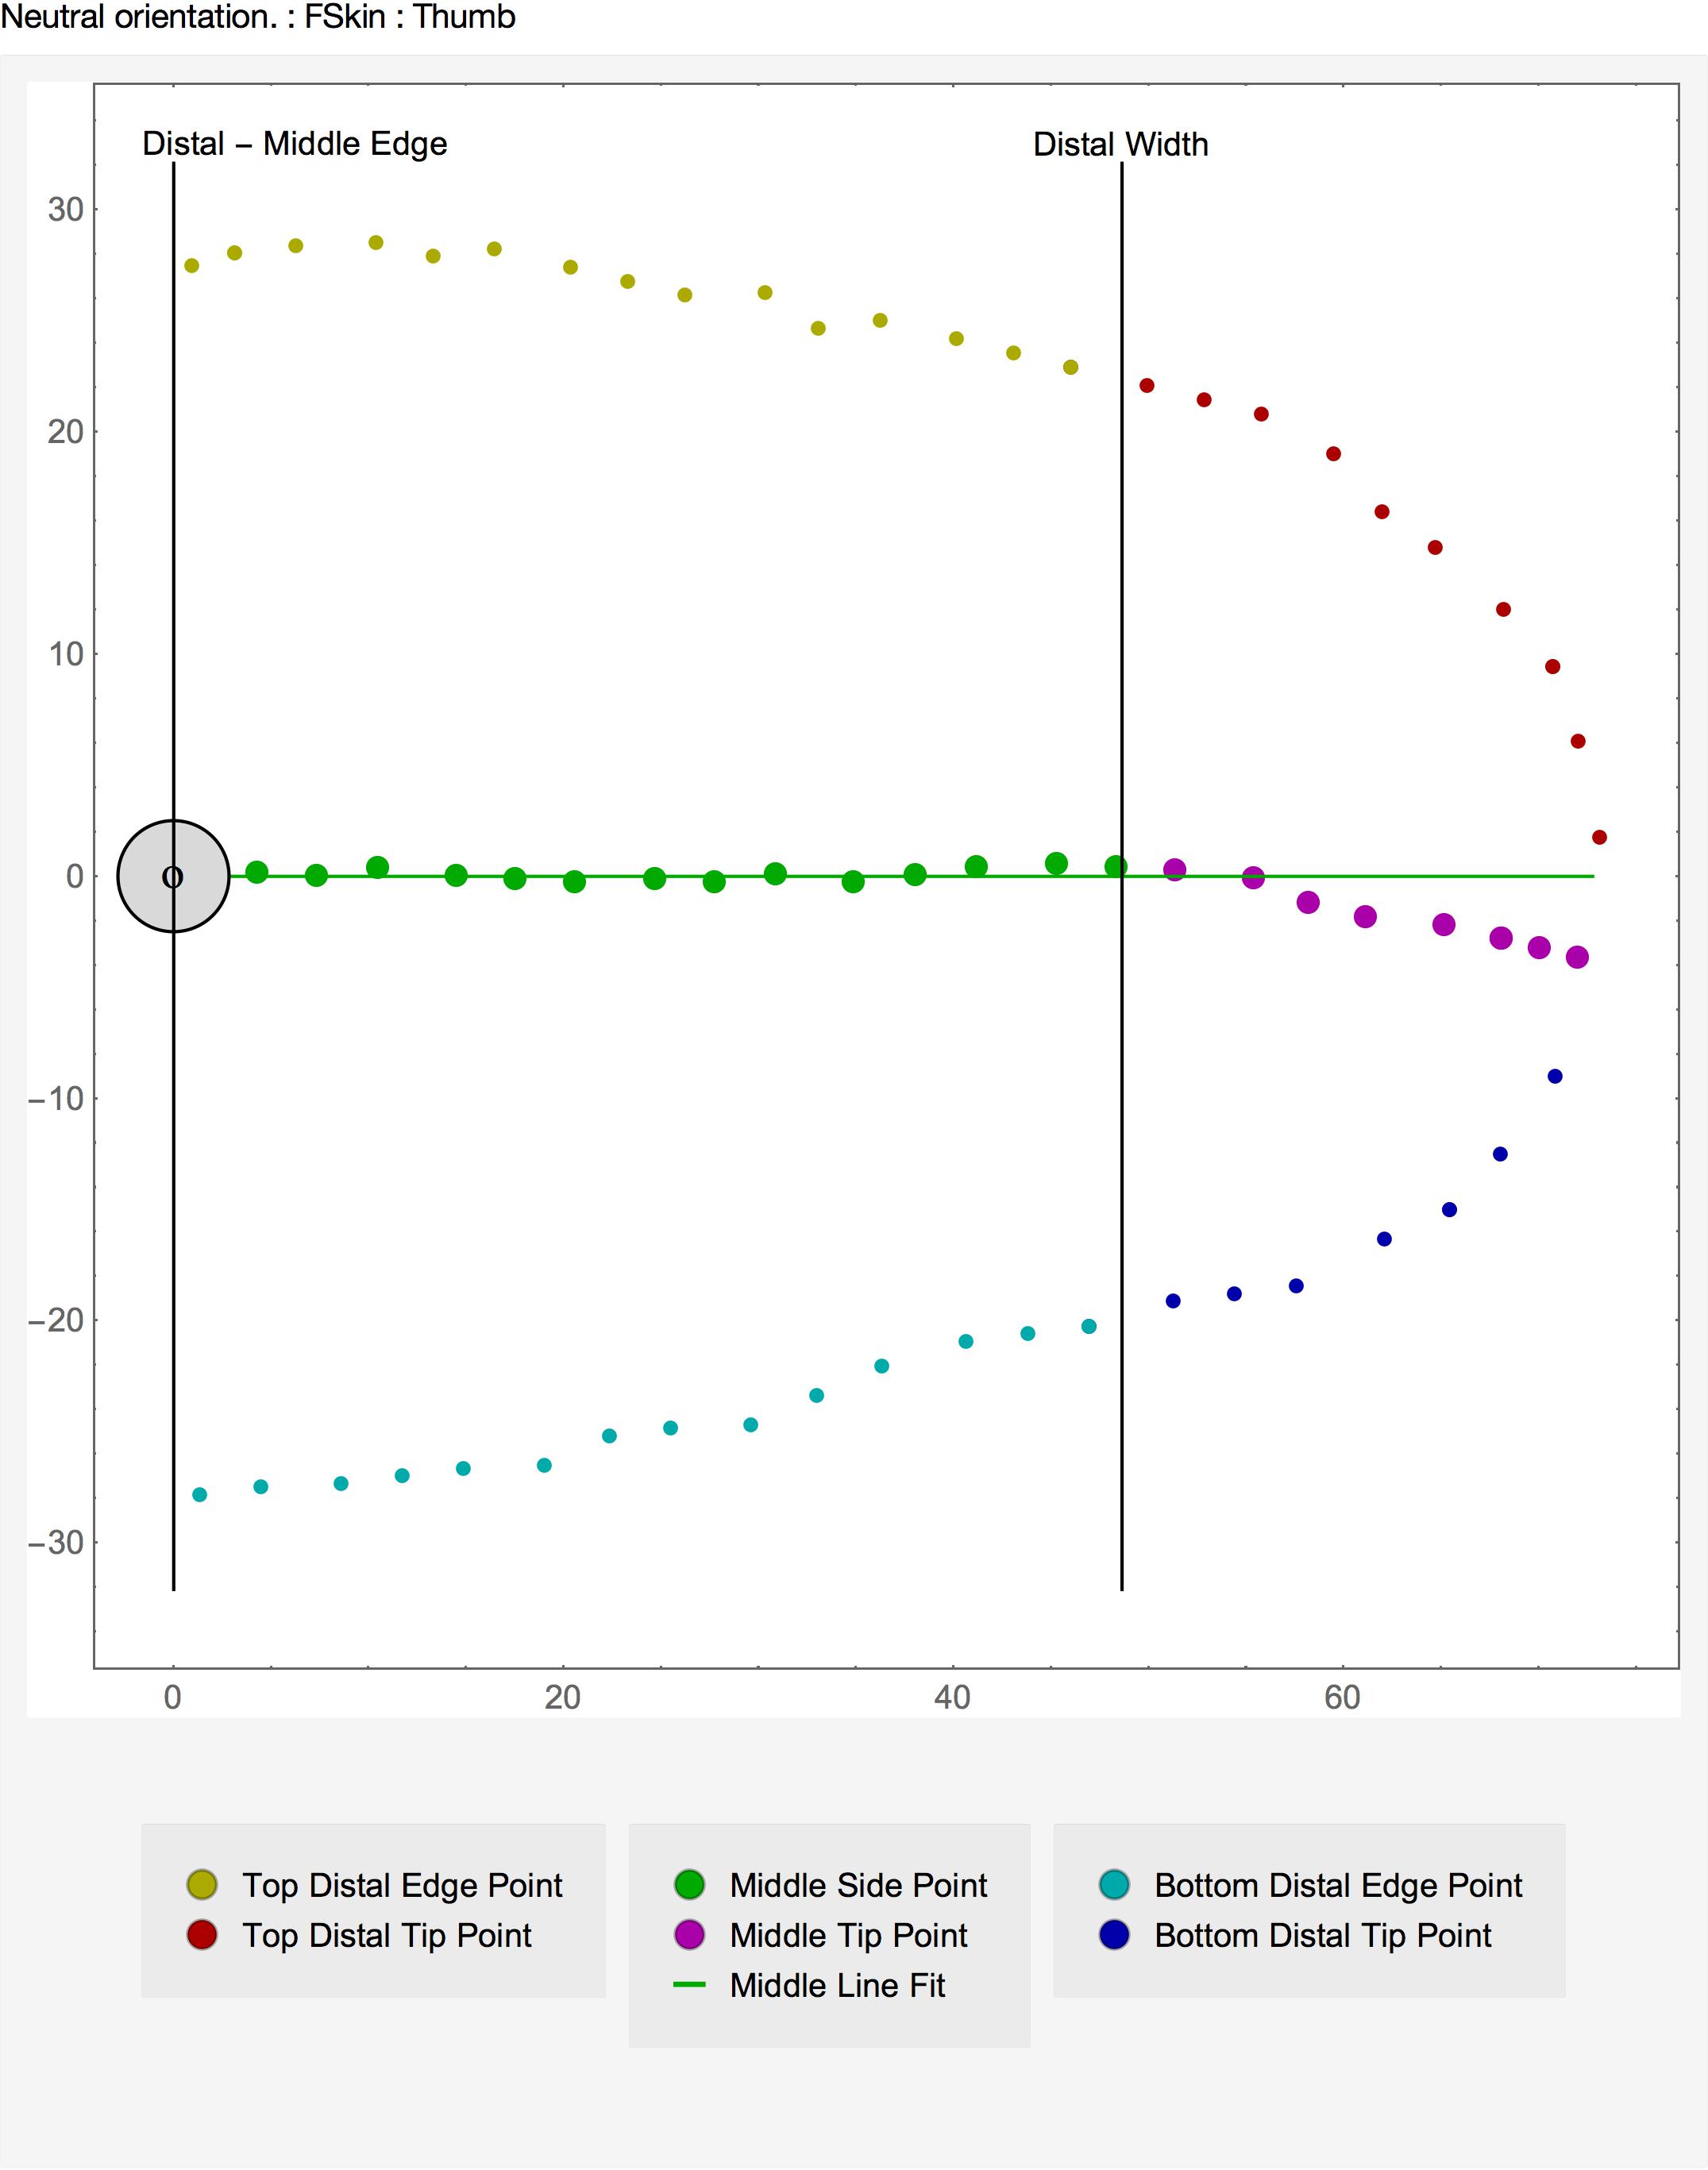 Neutral orientation. : FSkin : Thumb
Distal – Middle Edge
Distal Width
30
20
10
0
o
–10
–20
–30
0
20
40
60
Top Distal Edge Point
Top Distal Tip Point
Middle Side Point
Middle Tip Point
Middle Line Fit
Bottom Distal Edge Point
Bottom Distal Tip Point